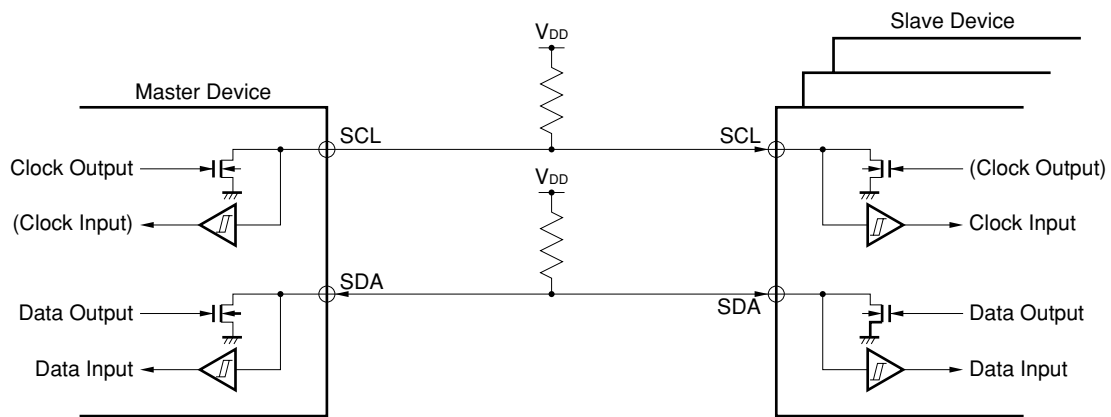 Slave Device
VDD
Master Device
SCL
SCL
Clock Output
(Clock Output)
VDD
(Clock Input)
Clock Input
SDA
SDA
Data Output
Data Output
Data Input
Data Input